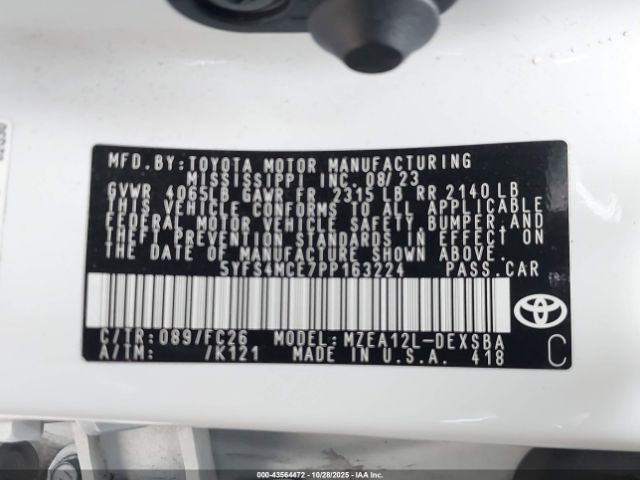 MFD.BY:TOYOTA MOTOR MANUFACTURING
MISSISSIPPI INC. 08/23
GVWR 4065LB GAWR FR 2315 LB RR 2140 LB
THIS VEHICLE CONFORMS TO ALL APPLICABLE
FEDERAL MOTOR VEHICLE SAFETY,BUMPER,AND
THEFT PREVENTION STANDARDS IN EFFECT ON
THE DATE OF MANUFACTURE SHOWN ABOVE.
5YFS4MCE7PP163224 PASS.CAR
C/TR: 089/FC26 MODEL: MZEA12L-DEXSBA
A/TM: /K121 MADE IN U.S.A. 418
C
000-43564472 | 10/28/2025 | IAAI.COM